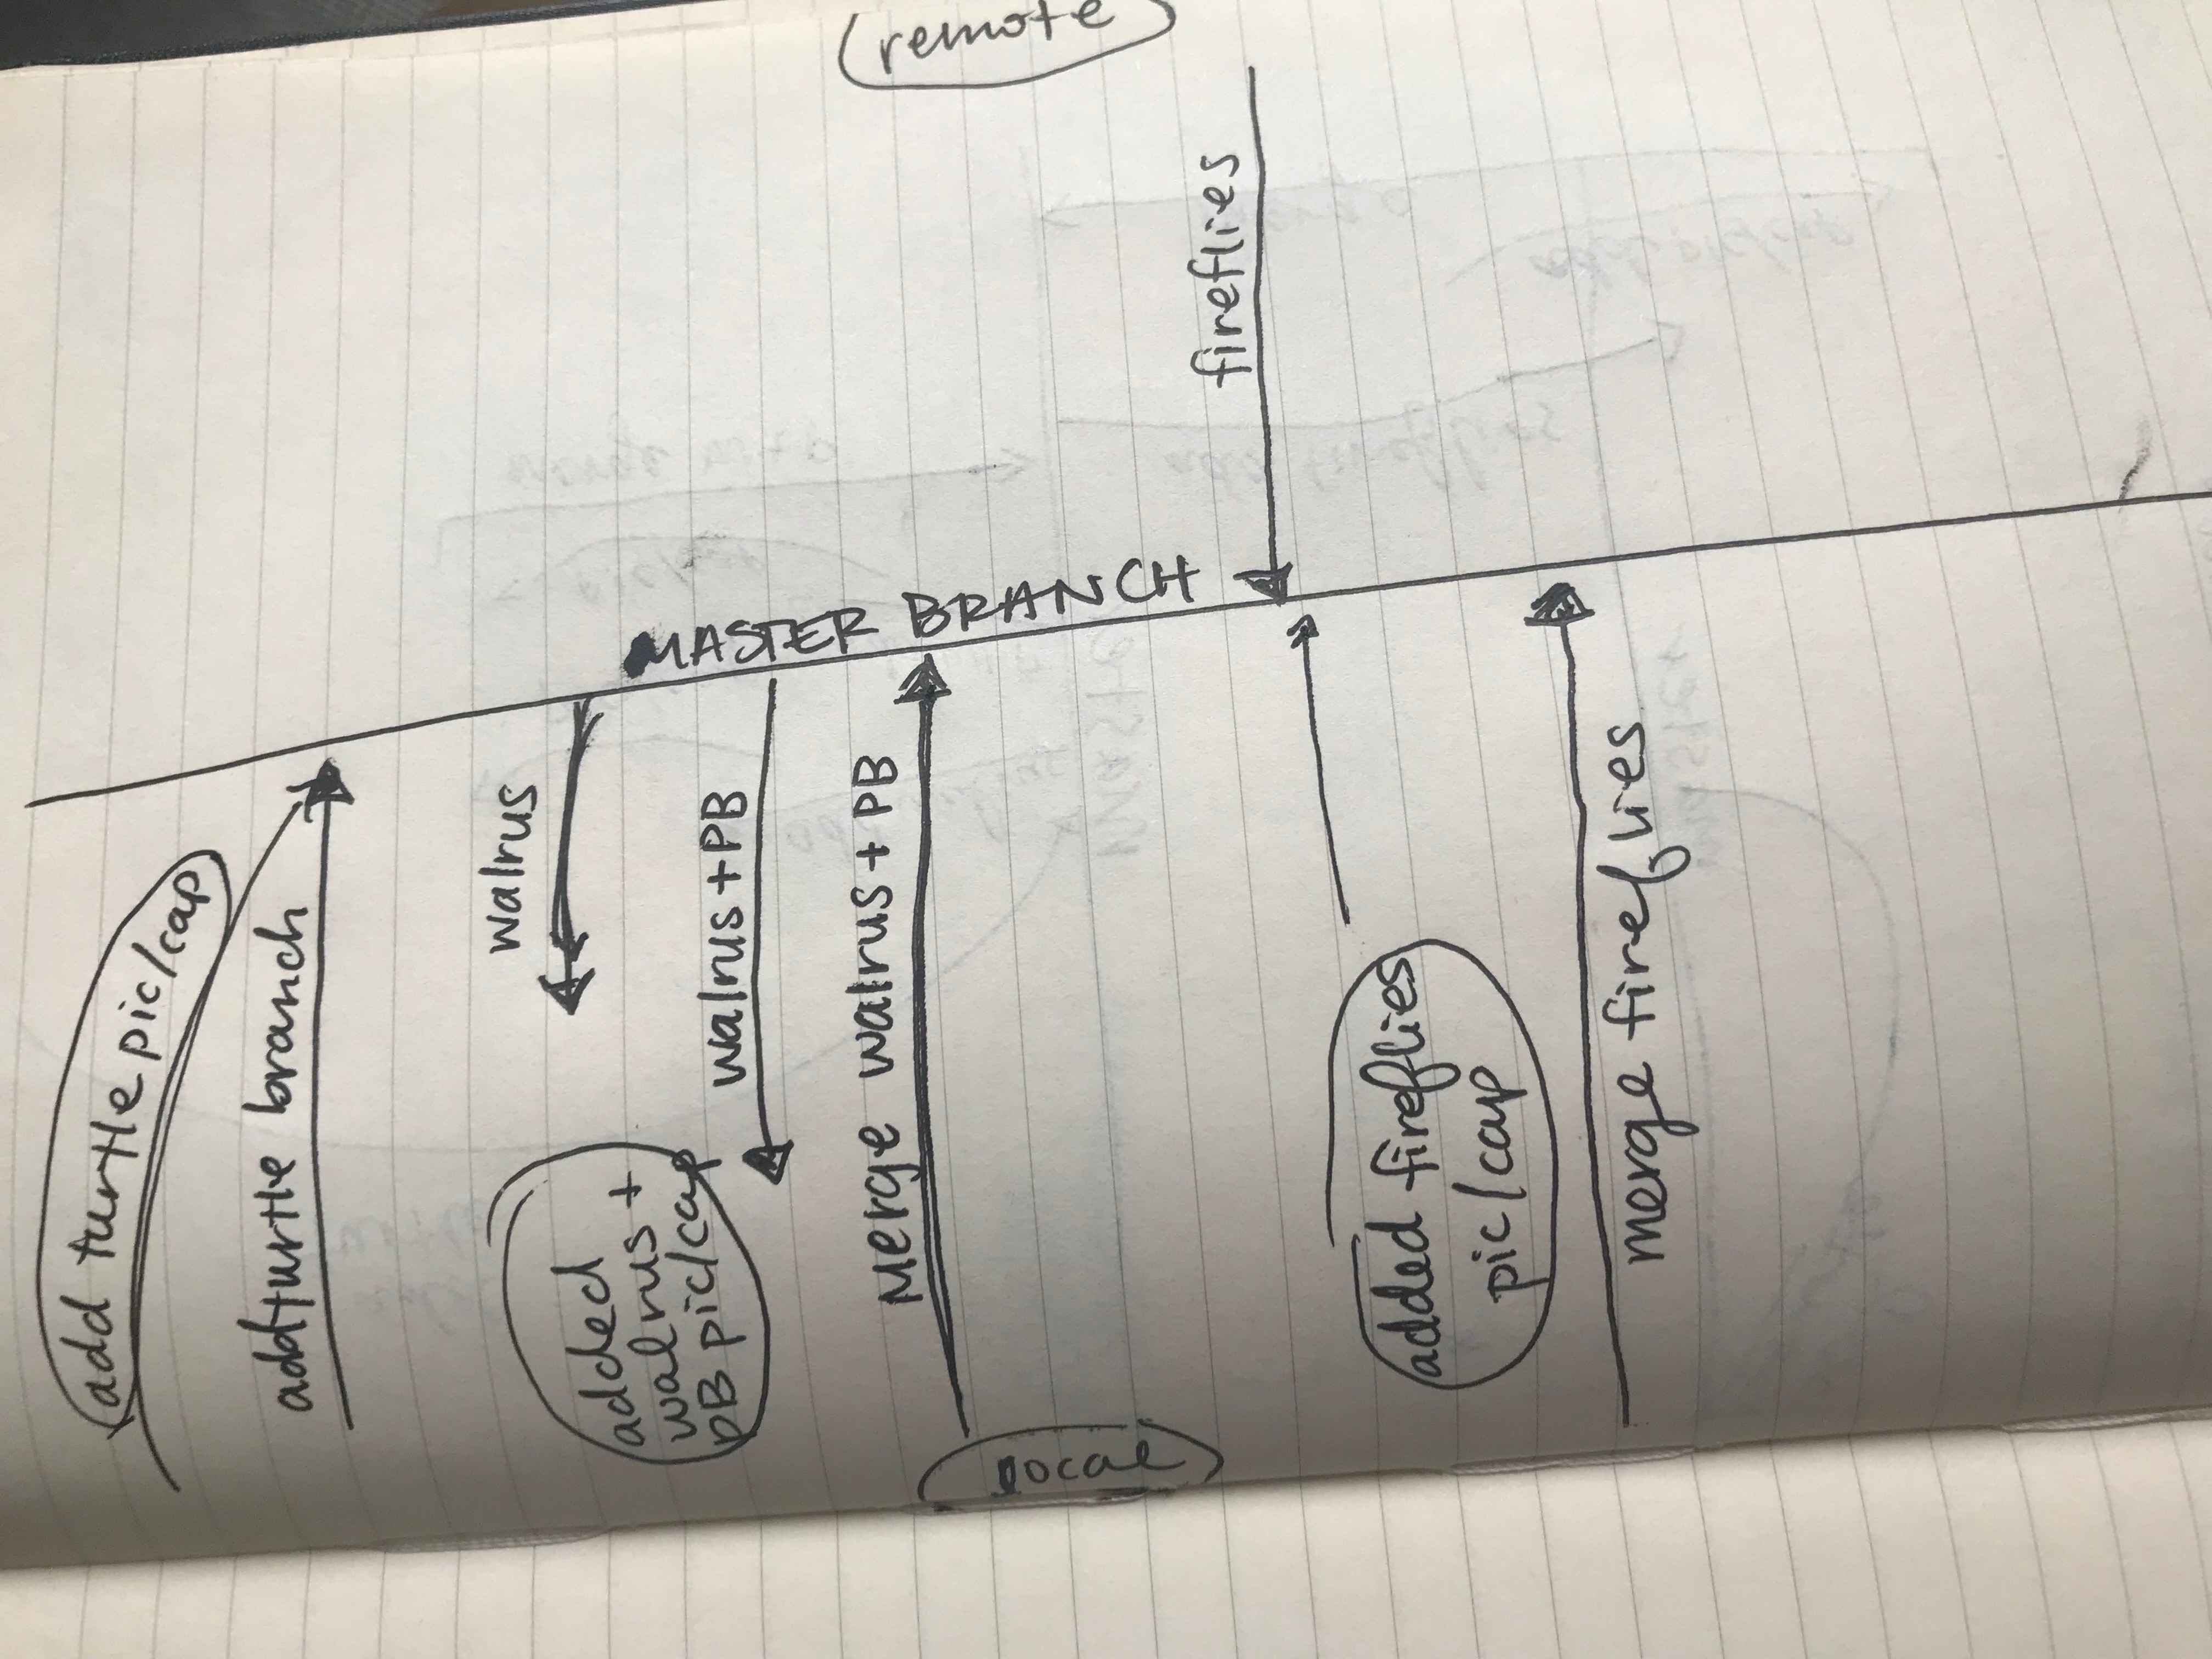 add turtle pic/cap
addturtle branch
walrus
added
walrus +
PB pic/cap
walrus + PB
Merge walrus + PB
MASTER BRANCH
local
remote
fireflies
added fireflies
pic/cap
merge fireflies